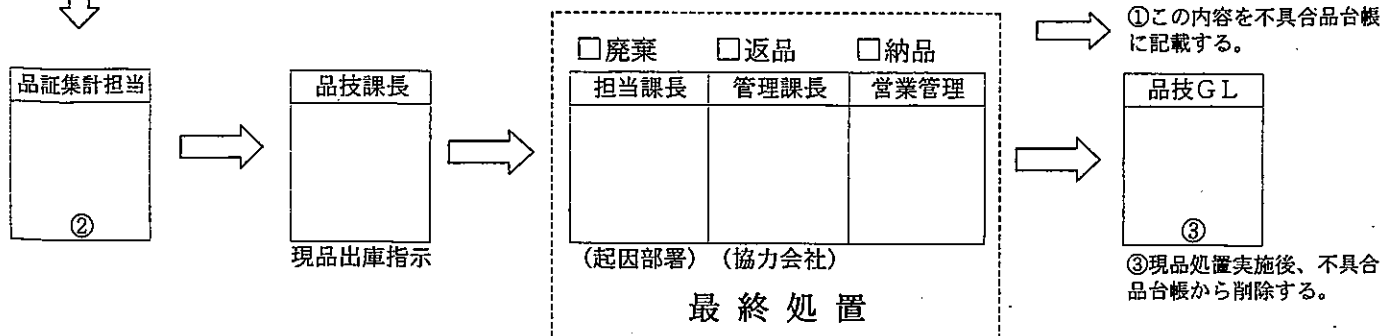 ①この内容を不具合品台帳
に記載する。
□廃棄 □返品 □納品
品証集計担当
品技課長
担当課長 管理課長 営業管理
品技GL
②
③
現品出庫指示
(起因部署) (協力会社)
③現品処置実施後、不具合
品台帳から削除する。
最終処置